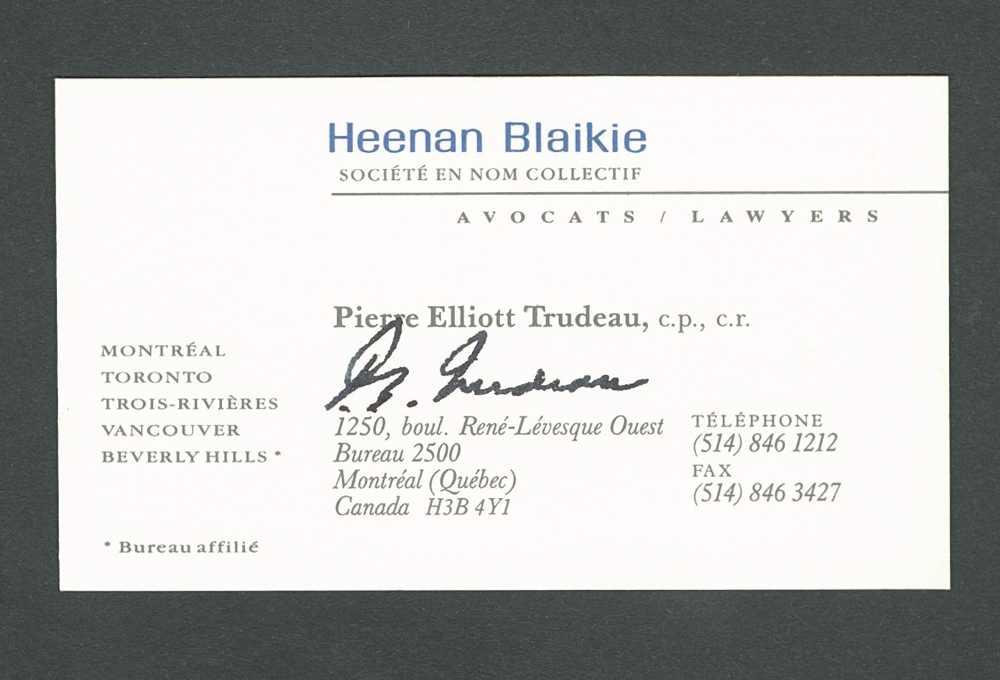 Heenan Blaikie
SOCIÉTÉ EN NOM COLLECTIF
AVOCATS / LAWYERS
Pierre Elliott Trudeau, c.p., c.r.
P. E. Trudeau
MONTRÉAL
TORONTO
TROIS-RIVIÈRES
VANCOUVER
BEVERLY HILLS *
* Bureau affilié
1250, boul. René-Lévesque Ouest
Bureau 2500
Montréal (Québec)
Canada H3B 4Y1
TÉLÉPHONE
(514) 846 1212
FAX
(514) 846 3427